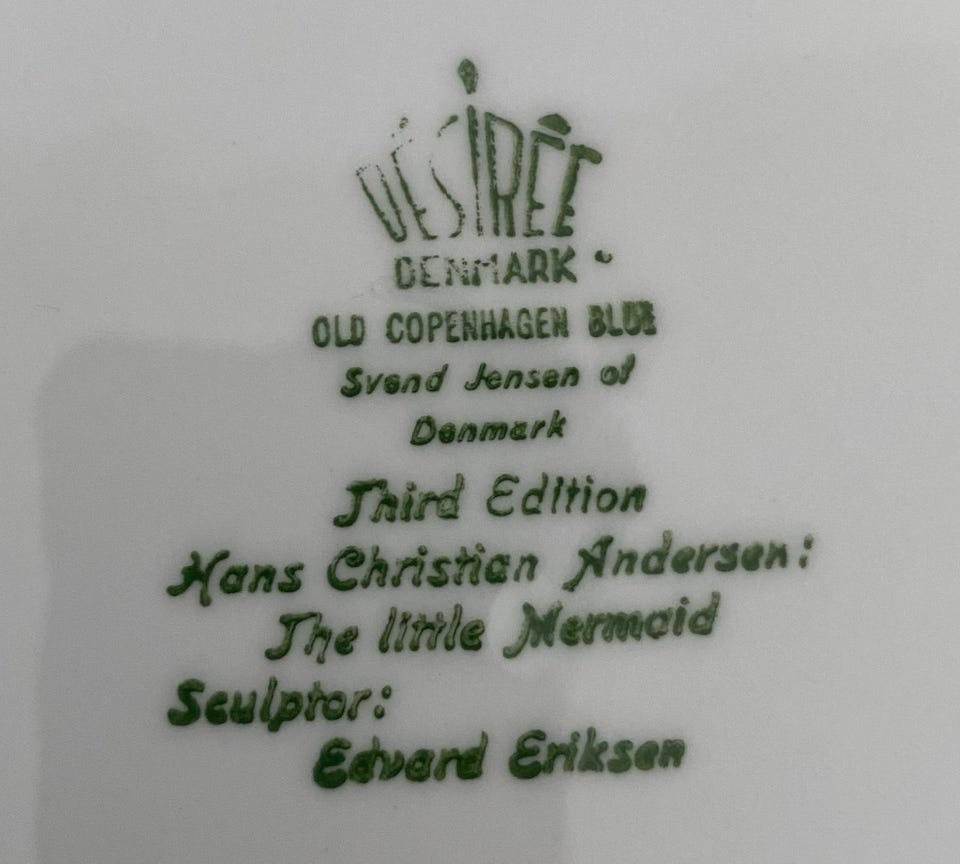 DÉSIRÉE
DENMARK
OLD COPENHAGEN BLUE
Svend Jensen of
Denmark
Third Edition
Hans Christian Andersen:
The little Mermaid
Sculptor:
Edvard Eriksen